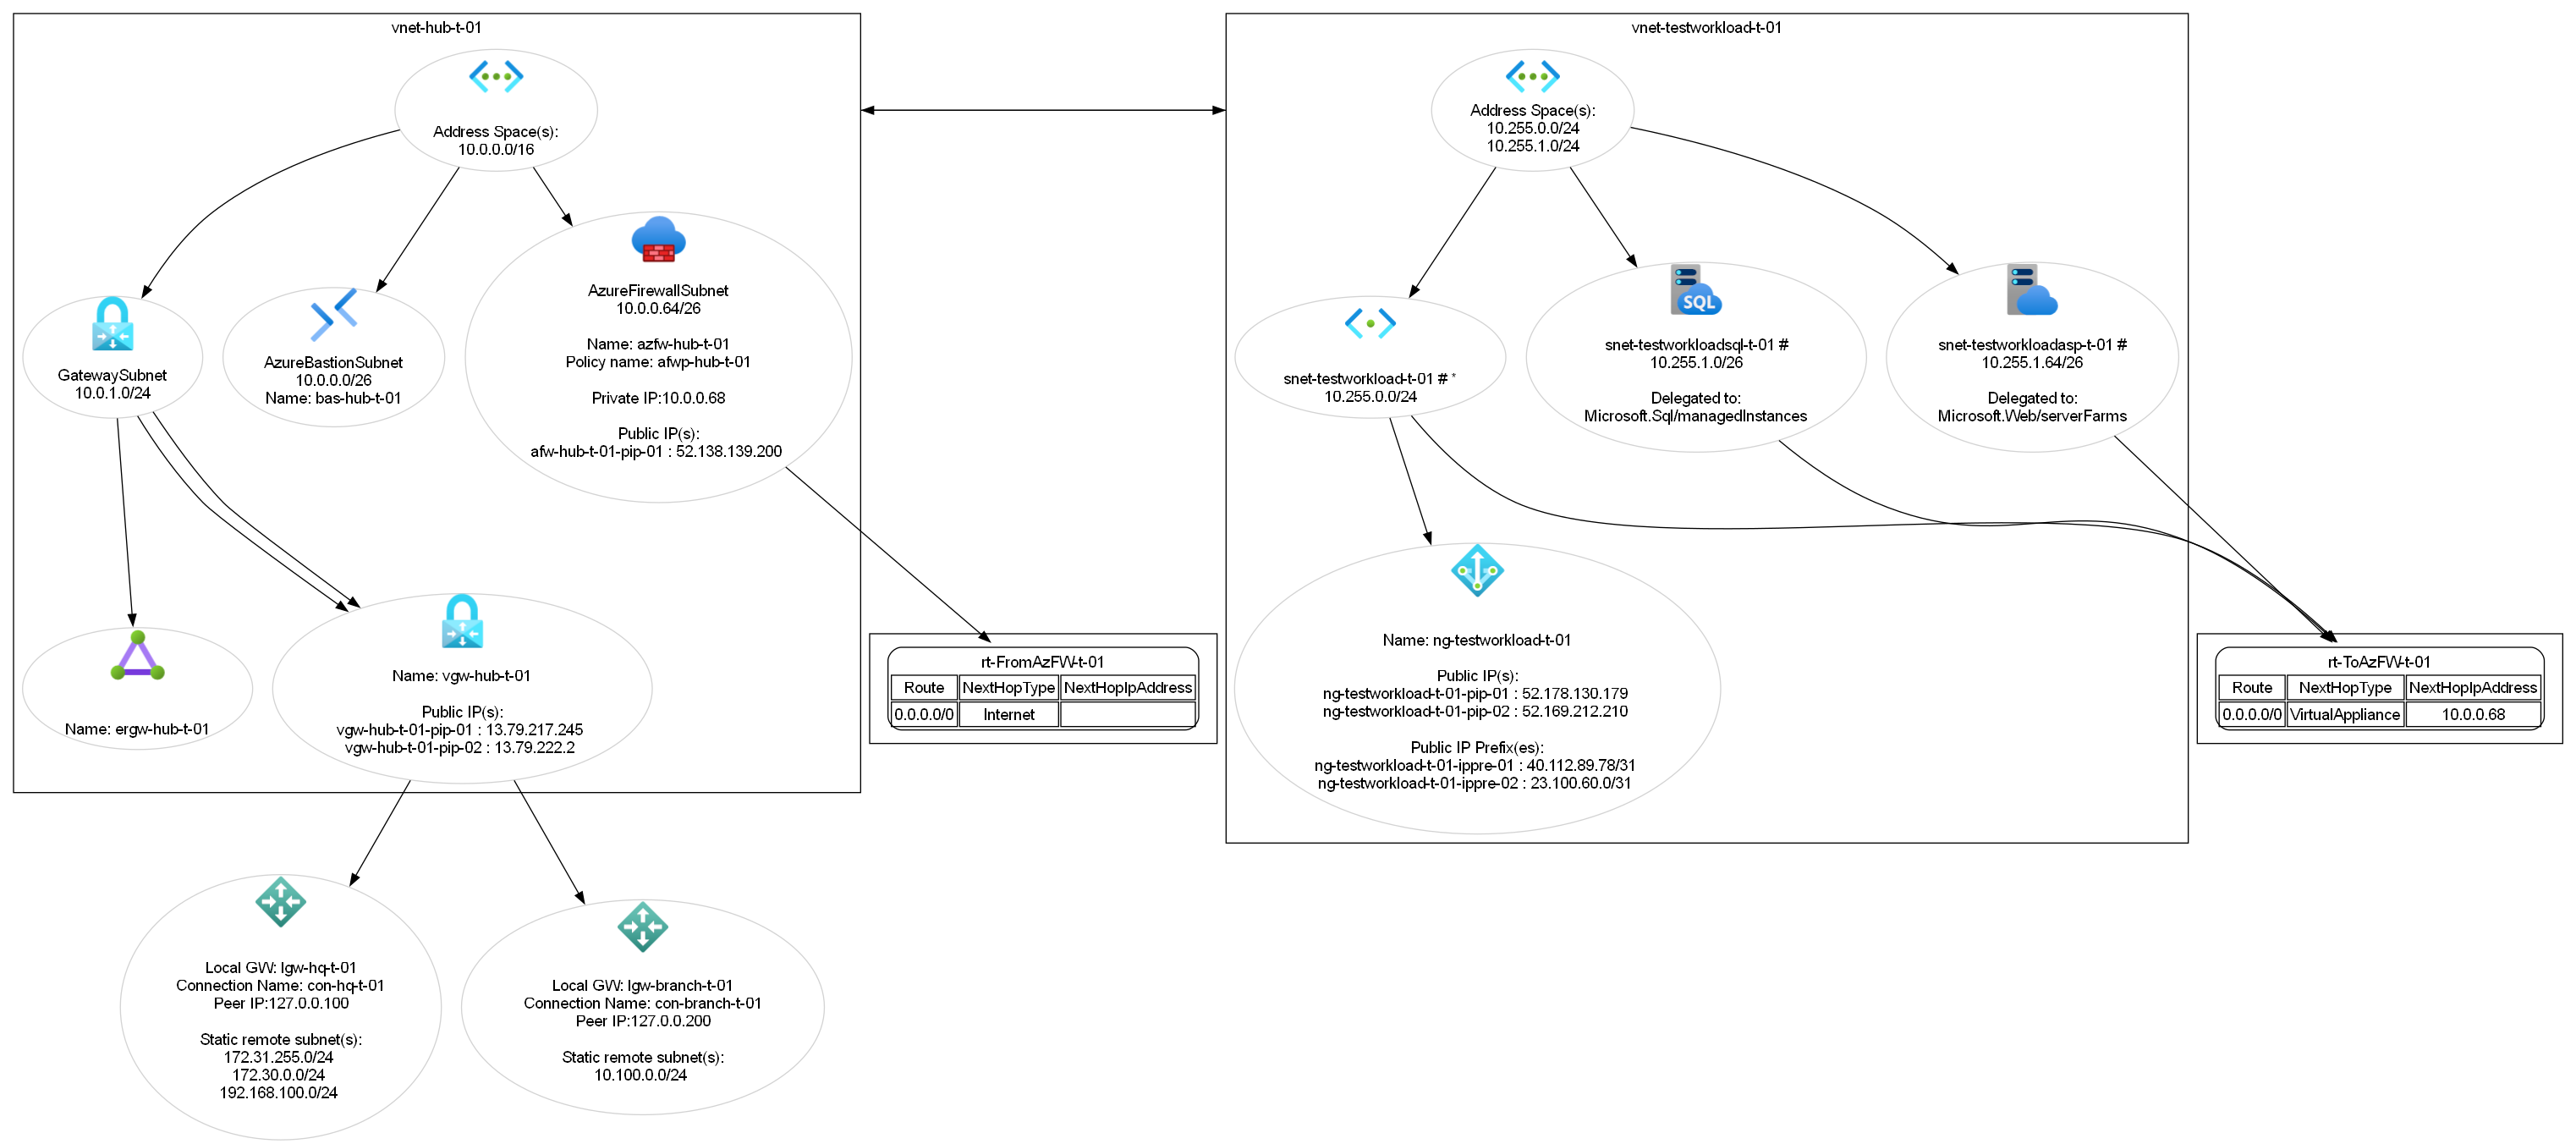 vnet-hub-t-01
Address Space(s):
10.0.0.0/16
GatewaySubnet
10.0.1.0/24
AzureBastionSubnet
10.0.0.0/26
Name: bas-hub-t-01
AzureFirewallSubnet
10.0.0.64/26
Name: azfw-hub-t-01
Policy name: afwp-hub-t-01
Private IP:10.0.0.68
Public IP(s):
afw-hub-t-01-pip-01 : 52.138.139.200
Name: ergw-hub-t-01
Name: vgw-hub-t-01
Public IP(s):
vgw-hub-t-01-pip-01 : 13.79.217.245
vgw-hub-t-01-pip-02 : 13.79.222.2
Local GW: lgw-hq-t-01
Connection Name: con-hq-t-01
Peer IP:127.0.0.100
Static remote subnet(s):
172.31.255.0/24
172.30.0.0/24
192.168.100.0/24
Local GW: lgw-branch-t-01
Connection Name: con-branch-t-01
Peer IP:127.0.0.200
Static remote subnet(s):
10.100.0.0/24
rt-FromAzFW-t-01
Route NextHopType NextHopIpAddress
0.0.0.0/0 Internet
vnet-testworkload-t-01
Address Space(s):
10.255.0.0/24
10.255.1.0/24
snet-testworkload-t-01 # *
10.255.0.0/24
snet-testworkloadsql-t-01 #
10.255.1.0/26
Delegated to:
Microsoft.Sql/managedInstances
snet-testworkloadasp-t-01 #
10.255.1.64/26
Delegated to:
Microsoft.Web/serverFarms
Name: ng-testworkload-t-01
Public IP(s):
ng-testworkload-t-01-pip-01 : 52.178.130.179
ng-testworkload-t-01-pip-02 : 52.169.212.210
Public IP Prefix(es):
ng-testworkload-t-01-ippre-01 : 40.112.89.78/31
ng-testworkload-t-01-ippre-02 : 23.100.60.0/31
rt-ToAzFW-t-01
Route NextHopType NextHopIpAddress
0.0.0.0/0 VirtualAppliance 10.0.0.68
SQL